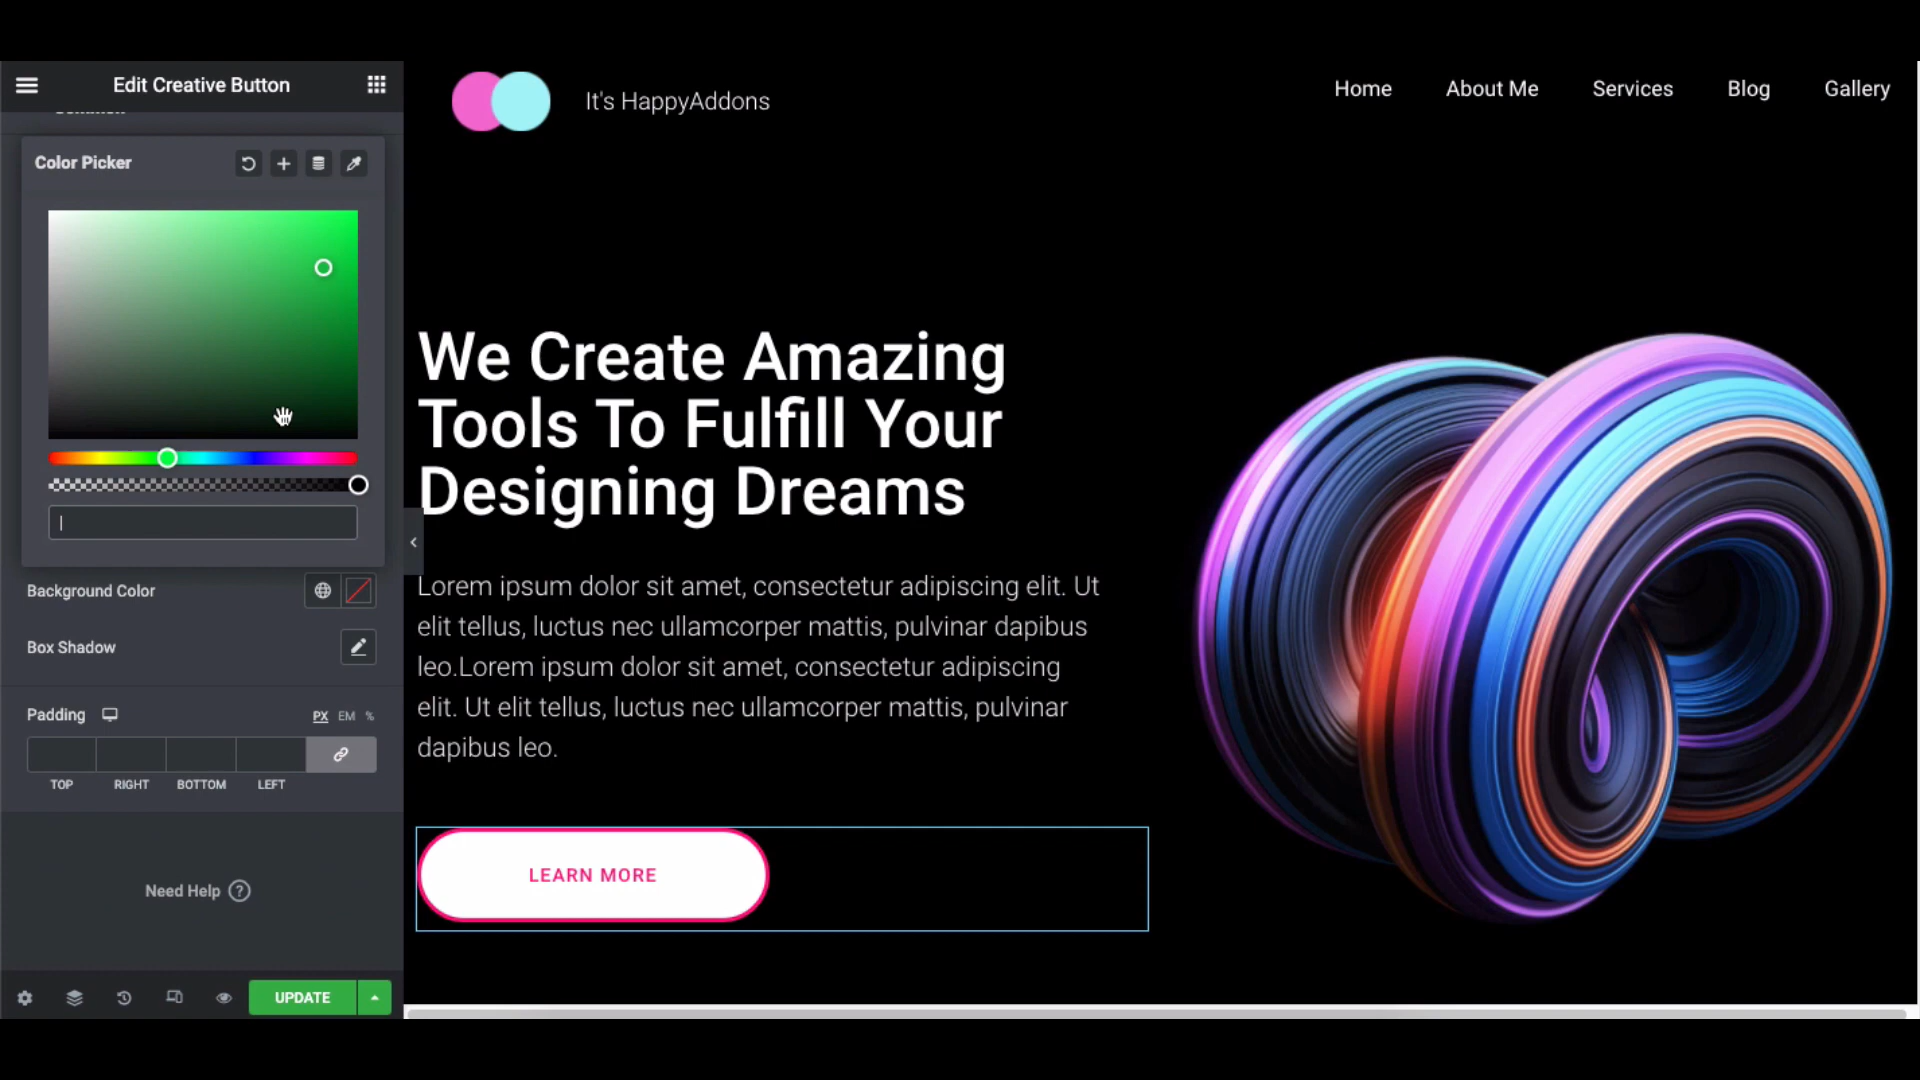 Edit Creative Button
Color Picker
Background Color
Box Shadow
Padding
PX EM %
TOP RIGHT BOTTOM LEFT
Need Help ?
UPDATE
It's HappyAddons
Home About Me Services Blog Gallery
We Create Amazing
Tools To Fulfill Your
Designing Dreams
Lorem ipsum dolor sit amet, consectetur adipiscing elit. Ut
elit tellus, luctus nec ullamcorper mattis, pulvinar dapibus
leo.Lorem ipsum dolor sit amet, consectetur adipiscing
elit. Ut elit tellus, luctus nec ullamcorper mattis, pulvinar
dapibus leo.
LEARN MORE